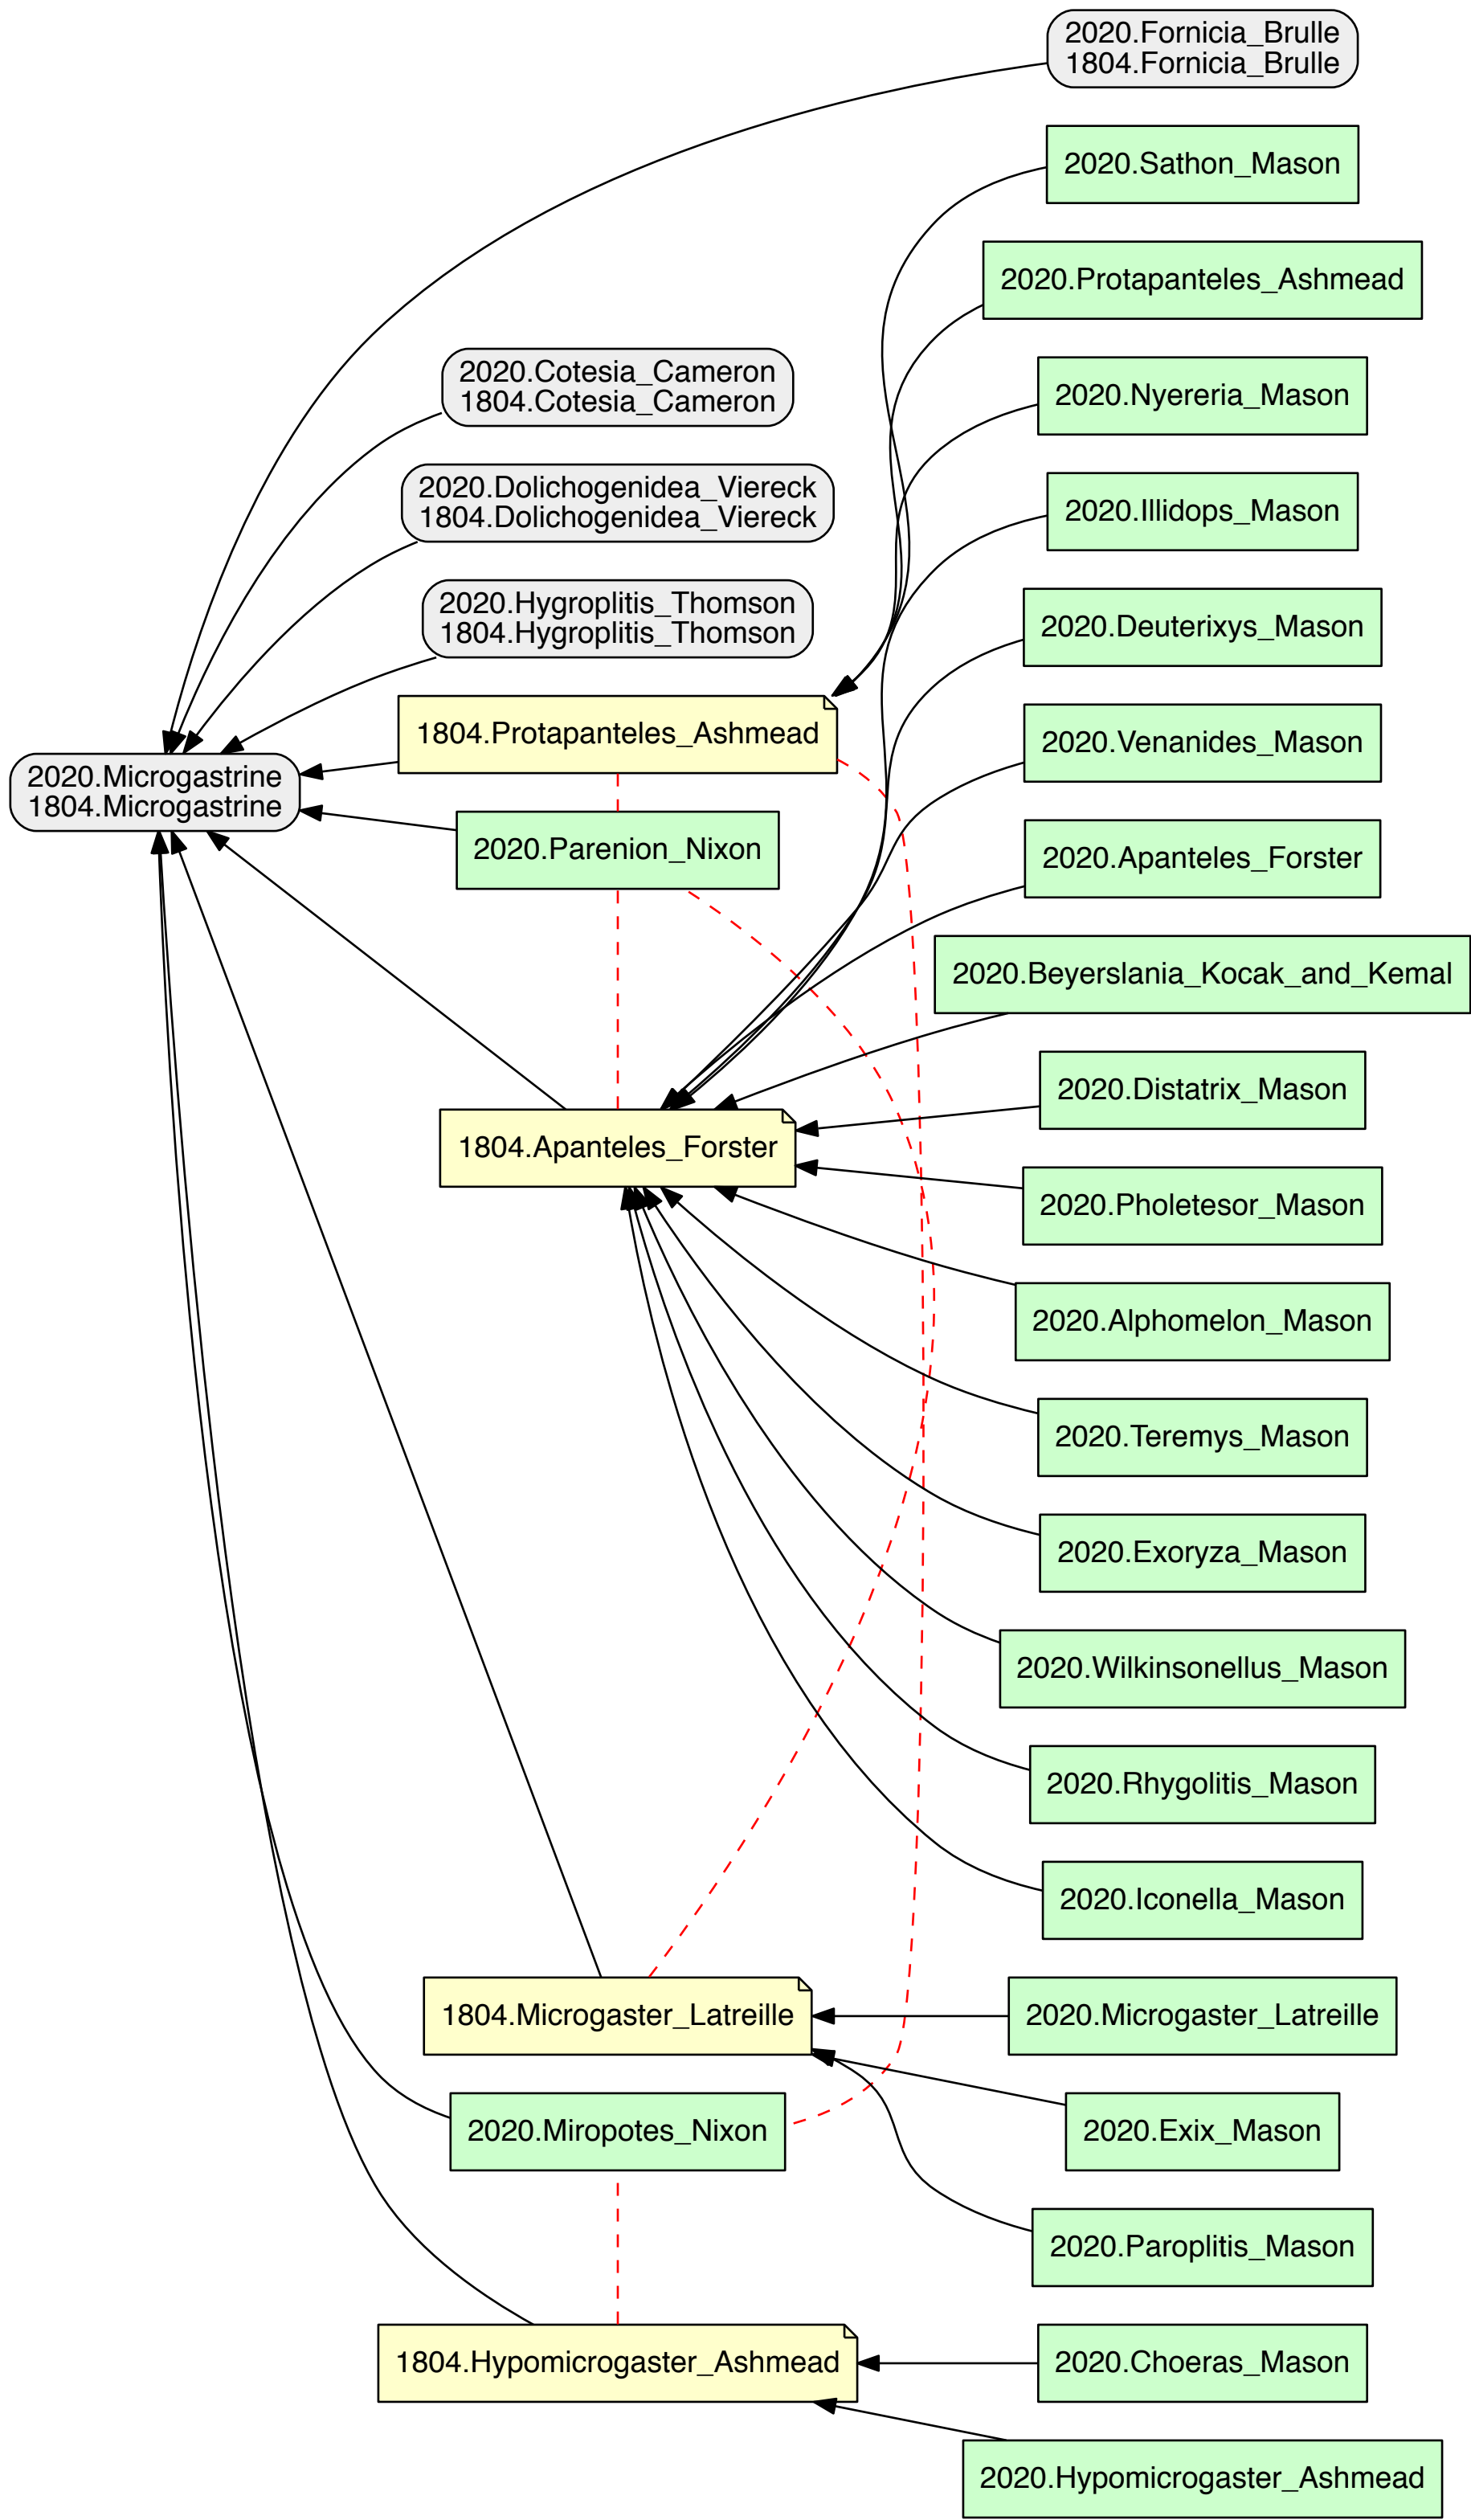 2020.Fornicia_Brulle
1804.Fornicia_Brulle
2020.Sathon_Mason
2020.Protapanteles_Ashmead
2020.Cotesia_Cameron
1804.Cotesia_Cameron
2020.Nyereria_Mason
2020.Dolichogenidea_Viereck
1804.Dolichogenidea_Viereck
2020.Illidops_Mason
2020.Hygroplitis_Thomson
1804.Hygroplitis_Thomson
2020.Deuterixys_Mason
1804.Protapanteles_Ashmead
2020.Venanides_Mason
2020.Microgastrine
1804.Microgastrine
2020.Parenion_Nixon
2020.Apanteles_Forster
2020.Beyerslania_Kocak_and_Kemal
2020.Distatrix_Mason
1804.Apanteles_Forster
2020.Pholetesor_Mason
2020.Alphomelon_Mason
2020.Teremys_Mason
2020.Exoryza_Mason
2020.Wilkinsonellus_Mason
2020.Rhygolitis_Mason
2020.Iconella_Mason
1804.Microgaster_Latreille
2020.Microgaster_Latreille
2020.Miropotes_Nixon
2020.Exix_Mason
2020.Paroplitis_Mason
1804.Hypomicrogaster_Ashmead
2020.Choeras_Mason
2020.Hypomicrogaster_Ashmead